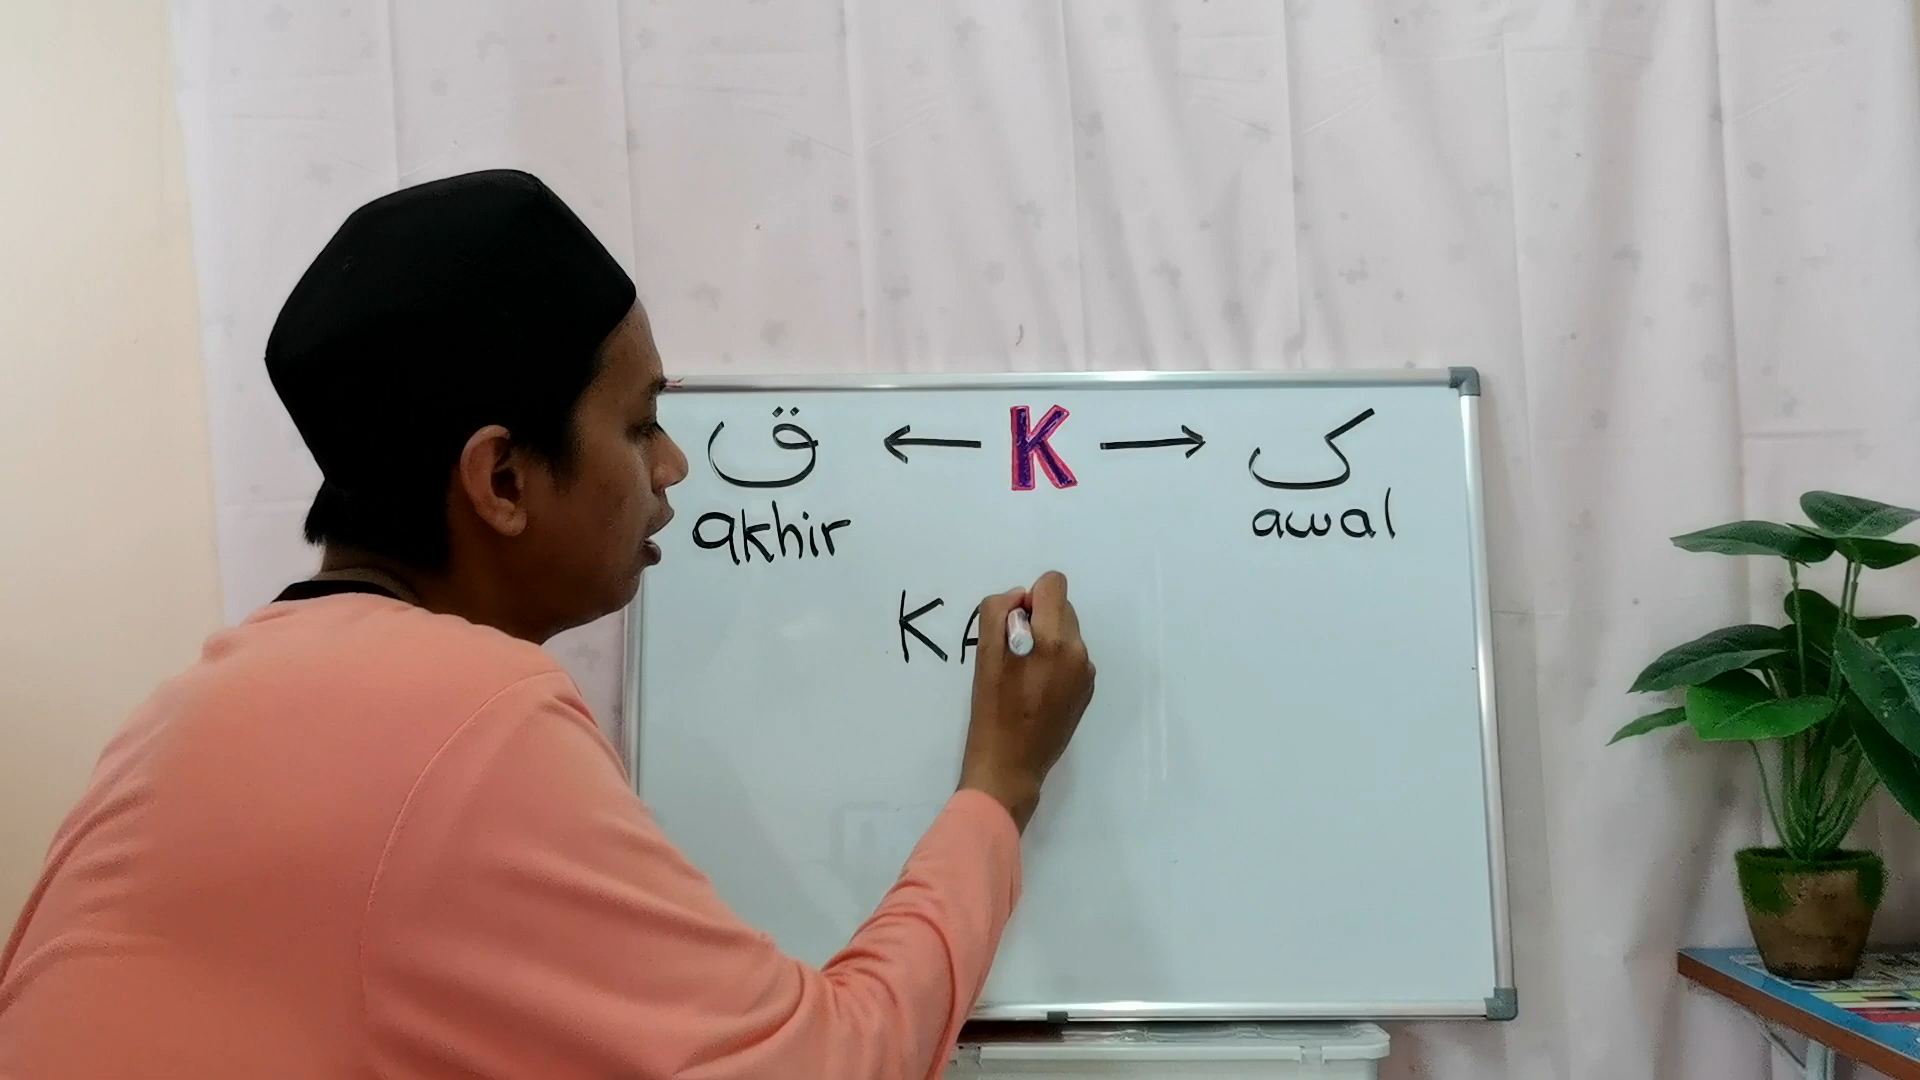 ق ← K → ک
akhir awal
KA